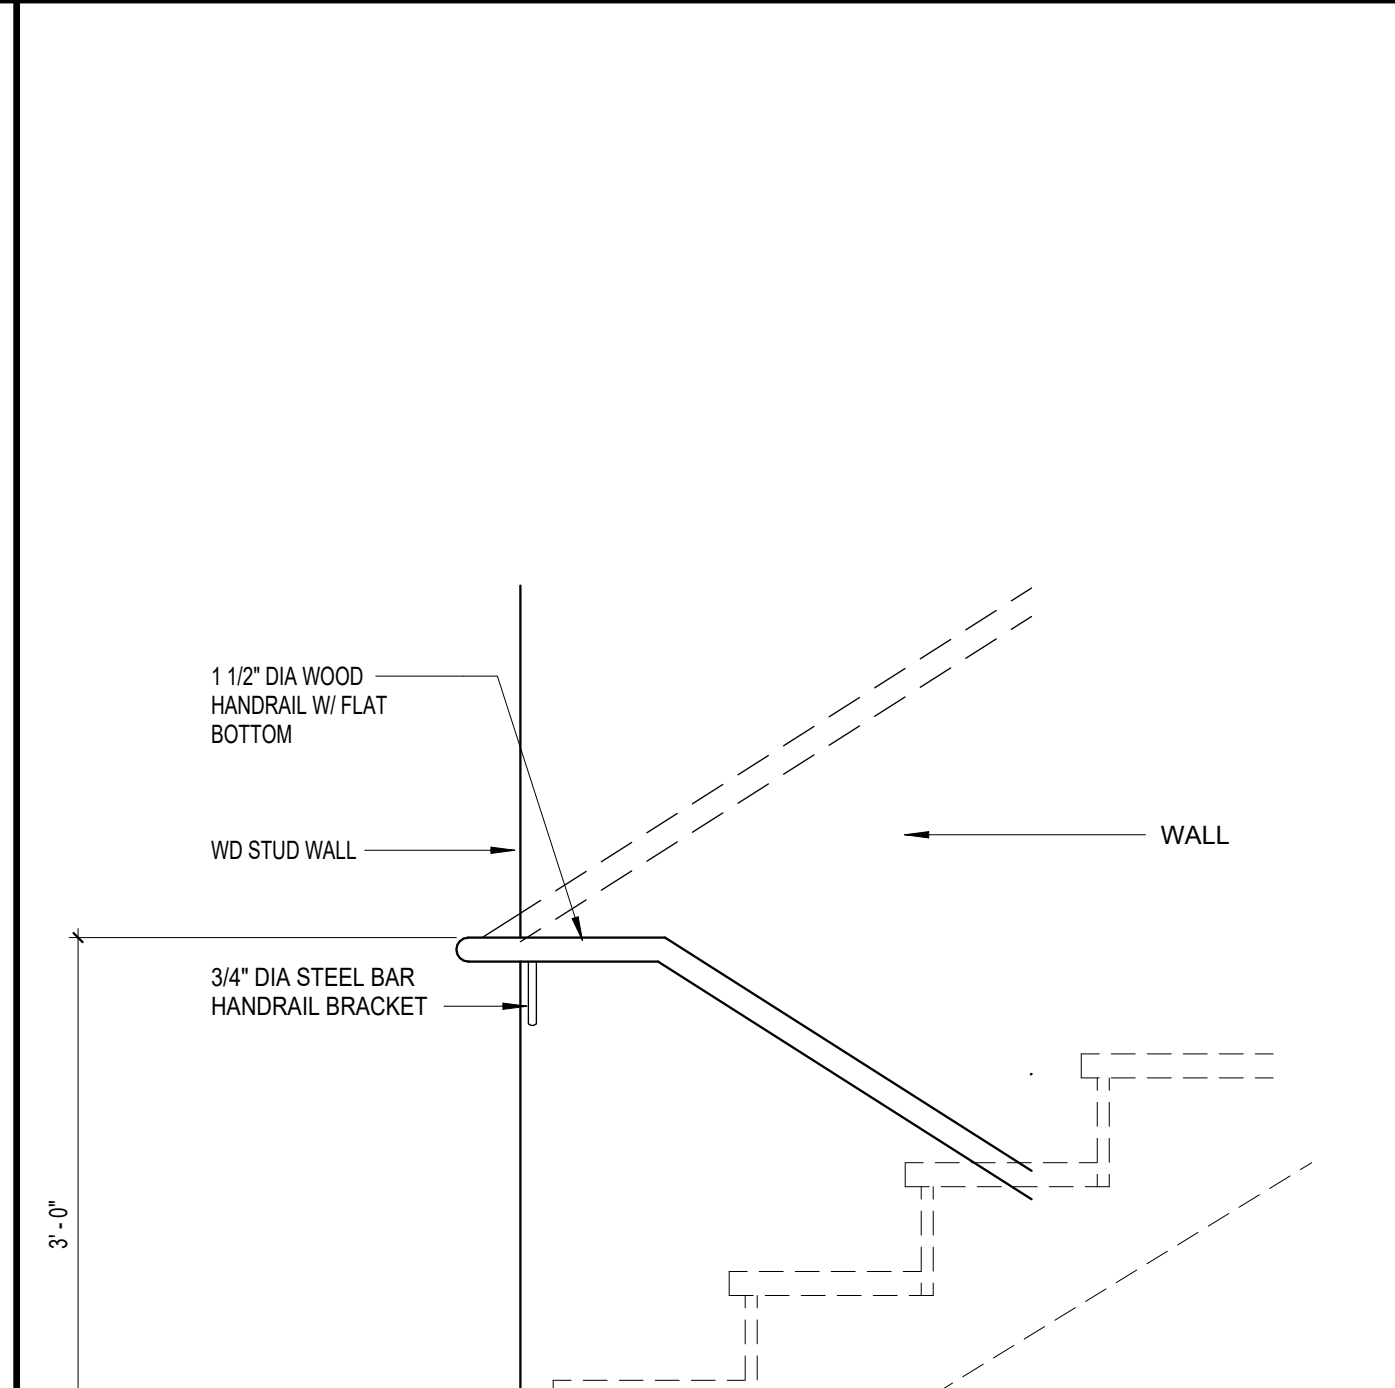 1 1/2" DIA WOOD
HANDRAIL W/ FLAT
BOTTOM
WALL
WD STUD WALL
3/4" DIA STEEL BAR
HANDRAIL BRACKET
3' - 0"